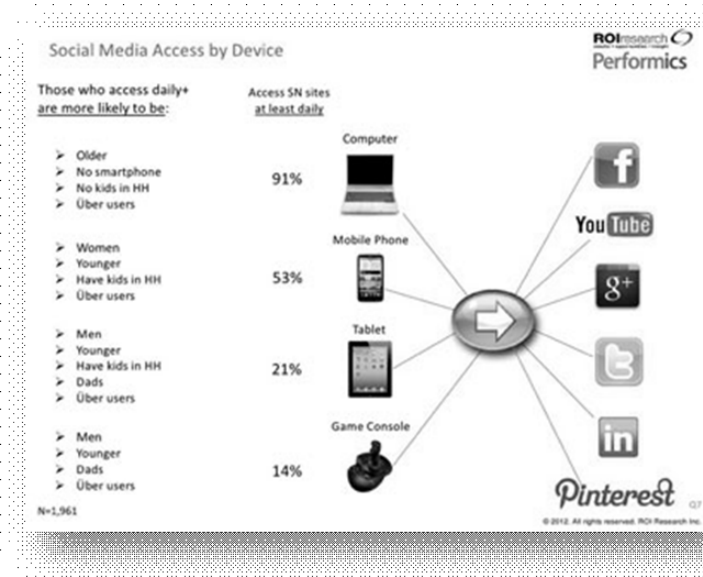 Social Media Access by Device
ROIresearch
Performics
Those who access daily+
are more likely to be:
Access SN sites
at least daily
➢ Older
➢ No smartphone
➢ No kids in HH
➢ Über users
91%
Computer
➢ Women
➢ Younger
➢ Have kids in HH
➢ Über users
53%
Mobile Phone
➢ Men
➢ Younger
➢ Have kids in HH
➢ Dads
➢ Über users
21%
Tablet
➢ Men
➢ Younger
➢ Dads
➢ Über users
14%
Game Console
f
YouTube
g+
t
in
Pinterest
N=1,961
Q7
© 2012. All rights reserved. ROI Research Inc.